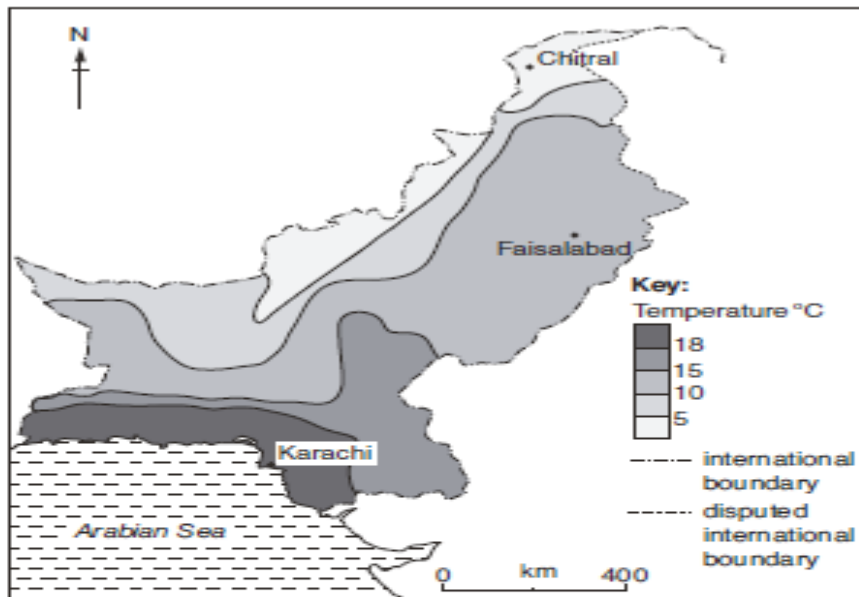 N
Chitral
Faisalabad
Key:
Temperature °C
18
15
10
5
Karachi
international
boundary
Arabian Sea
disputed
international
boundary
0 km 400